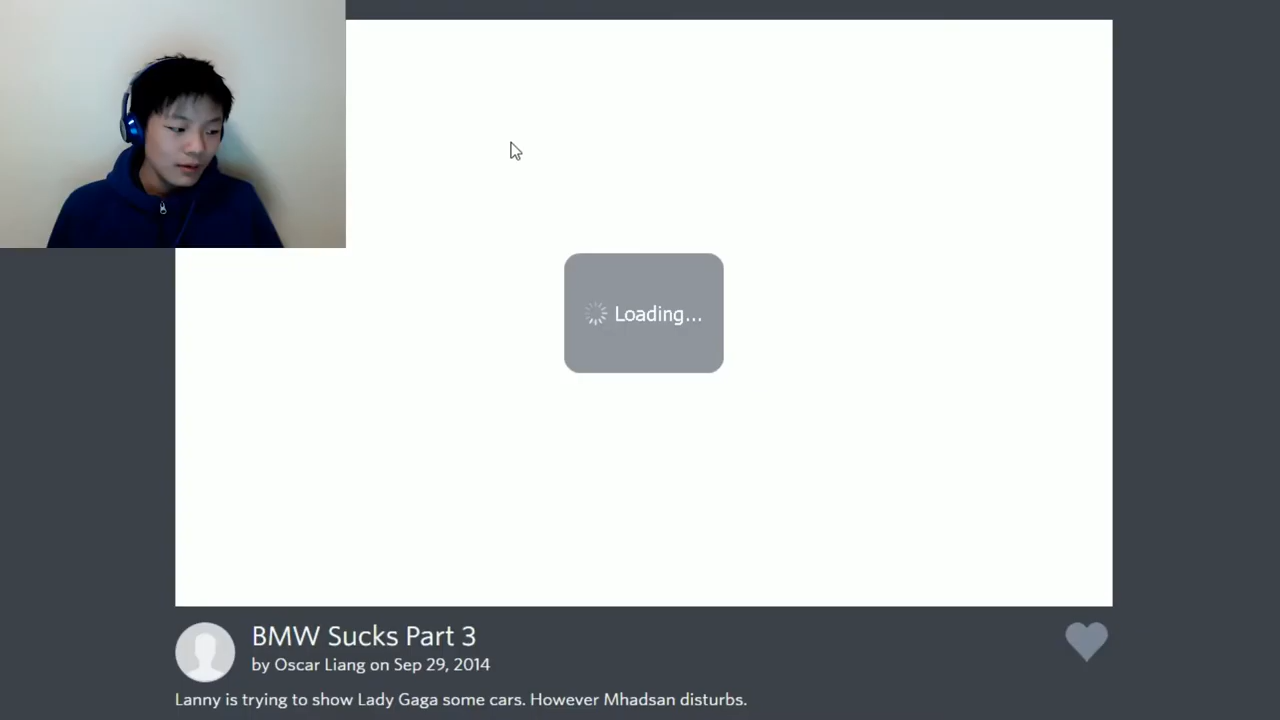 Loading...
BMW Sucks Part 3
by Oscar Liang on Sep 29, 2014
Lanny is trying to show Lady Gaga some cars. However Mhadsan disturbs.